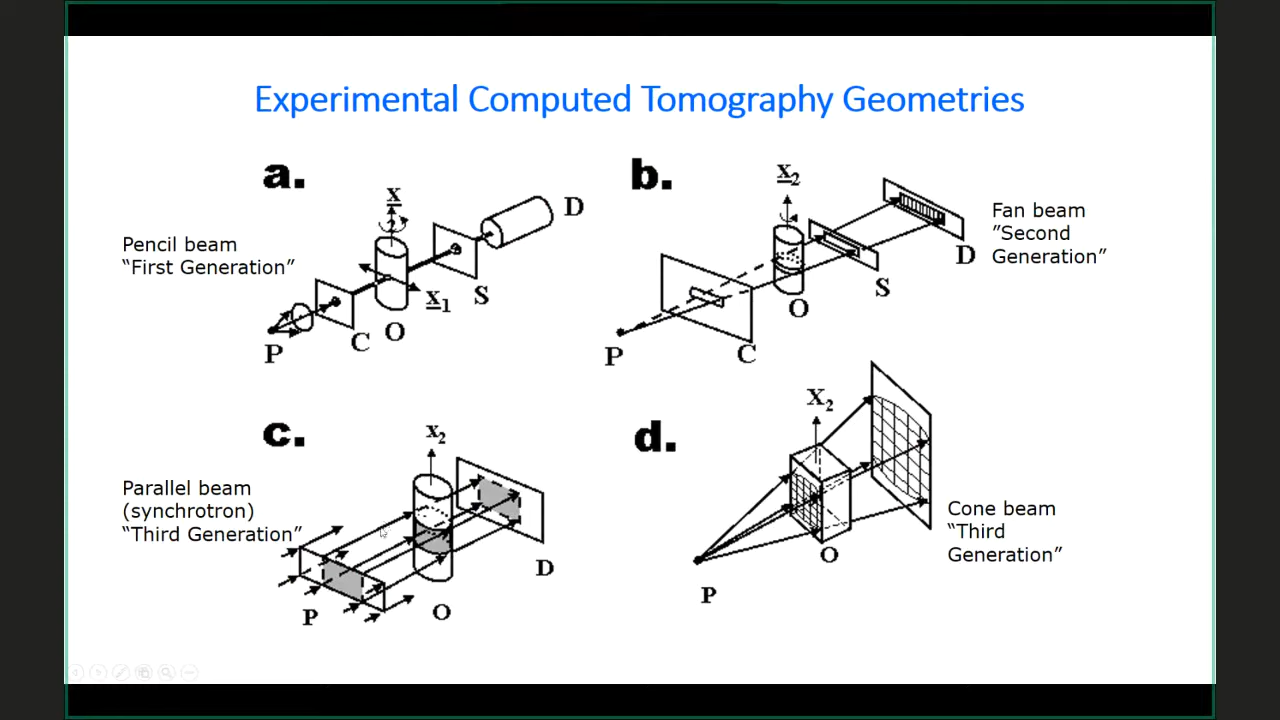 Experimental Computed Tomography Geometries
a.
x
2
D
Pencil beam
“First Generation”
x1
S
P
C
O
b.
x2
Fan beam
”Second
Generation”
D
S
O
P
C
c.
x2
Parallel beam
(synchrotron)
“Third Generation”
D
P
O
d.
X2
Cone beam
“Third
Generation”
O
P